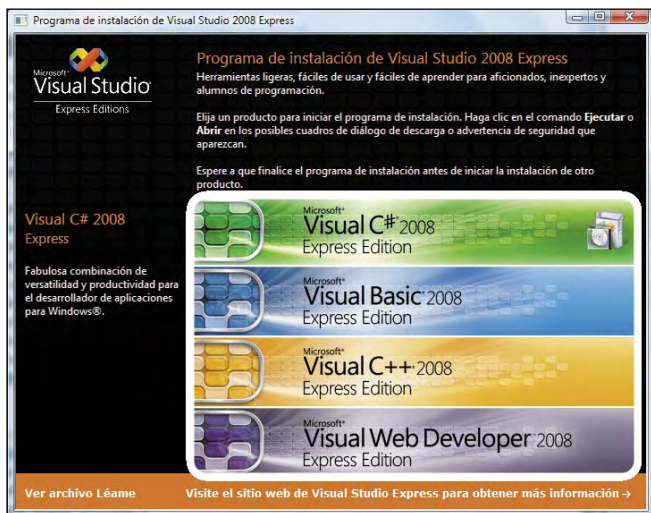 Programa de instalación de Visual Studio 2008 Express
Microsoft®
Visual Studio®
Express Editions
Programa de instalación de Visual Studio 2008 Express
Herramientas ligeras, fáciles de usar y fáciles de aprender para aficionados, inexpertos y
alumnos de programación.
Elija un producto para iniciar el programa de instalación. Haga clic en el comando Ejecutar o
Abrir en los posibles cuadros de diálogo de descarga o advertencia de seguridad que
aparezcan.
Espere a que finalice el programa de instalación antes de iniciar la instalación de otro
producto.
Visual C# 2008
Express
Fabulosa combinación de
versatilidad y productividad para
el desarrollador de aplicaciones
para Windows®.
Microsoft®
Visual C#® 2008
Express Edition
Microsoft®
Visual Basic® 2008
Express Edition
Microsoft®
Visual C++® 2008
Express Edition
Microsoft®
Visual Web Developer® 2008
Express Edition
Ver archivo Léame
Visite el sitio web de Visual Studio Express para obtener más información →